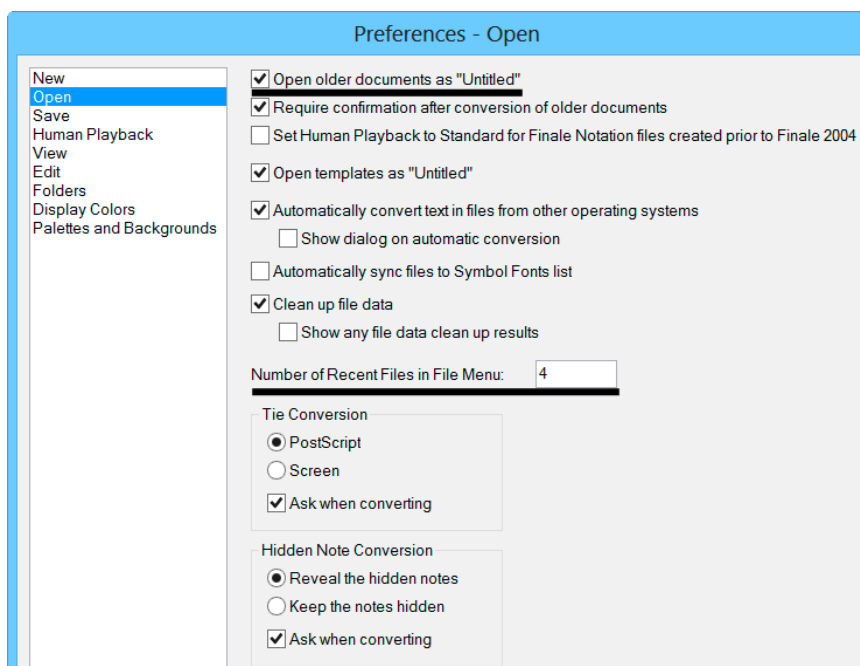 Preferences - Open
New
Open
Save
Human Playback
View
Edit
Folders
Display Colors
Palettes and Backgrounds
Open older documents as "Untitled"
Require confirmation after conversion of older documents
Set Human Playback to Standard for Finale Notation files created prior to Finale 2004
Open templates as "Untitled"
Automatically convert text in files from other operating systems
Show dialog on automatic conversion
Automatically sync files to Symbol Fonts list
Clean up file data
Show any file data clean up results
Number of Recent Files in File Menu: 4
Tie Conversion
PostScript
Screen
Ask when converting
Hidden Note Conversion
Reveal the hidden notes
Keep the notes hidden
Ask when converting